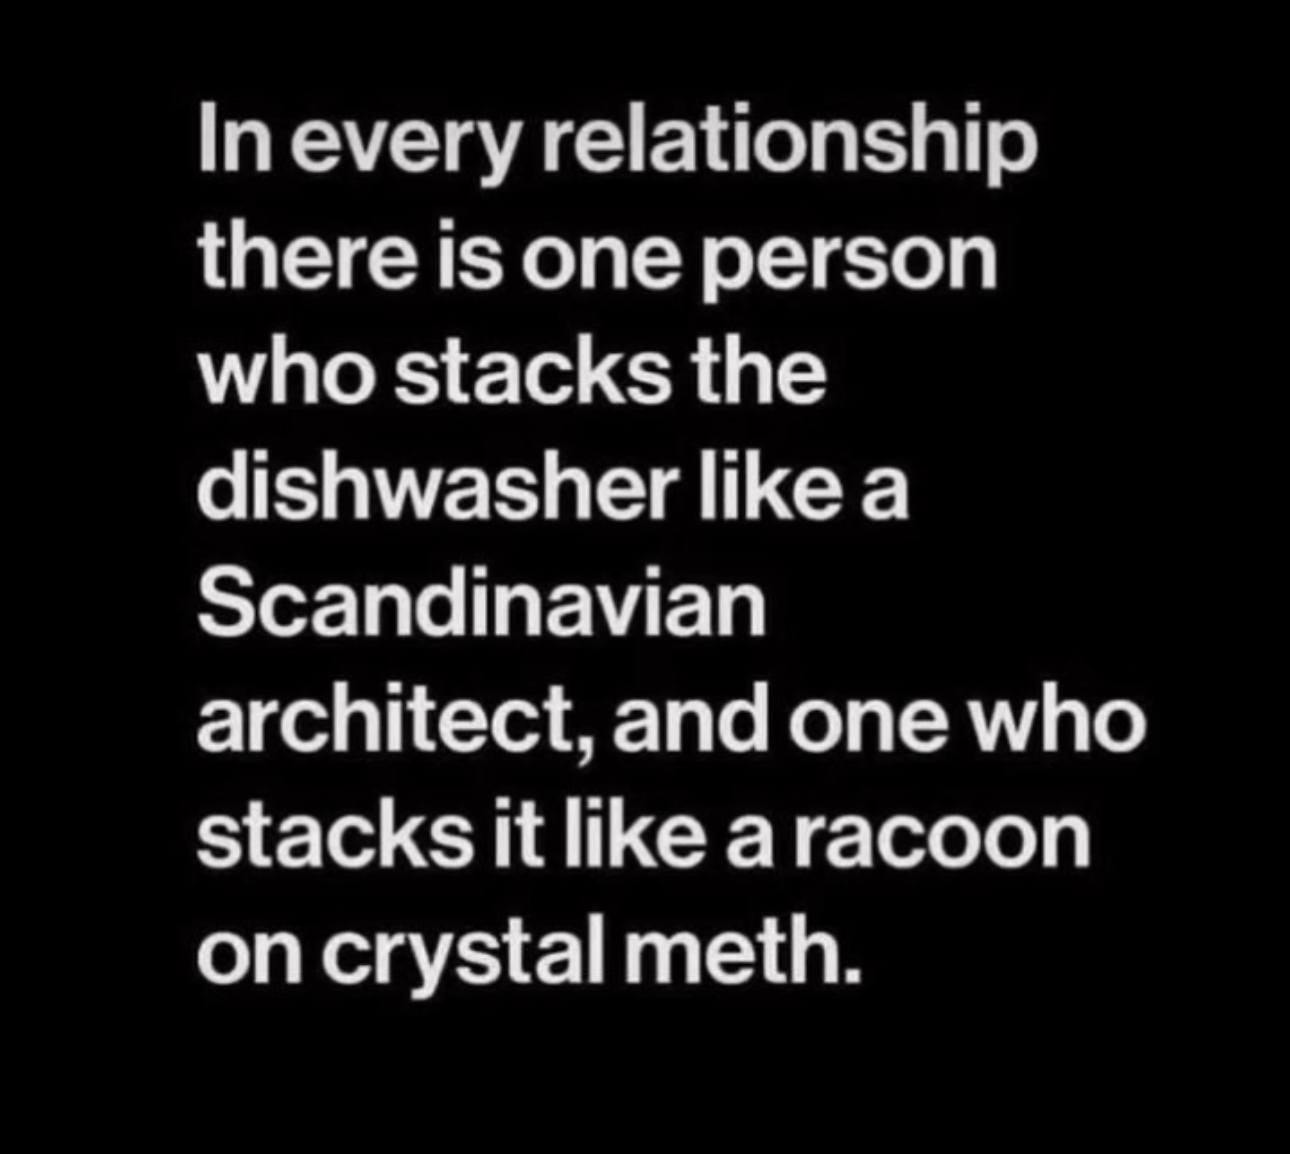 In every relationship
there is one person
who stacks the
dishwasher like a
Scandinavian
architect, and one who
stacks it like a racoon
on crystal meth.